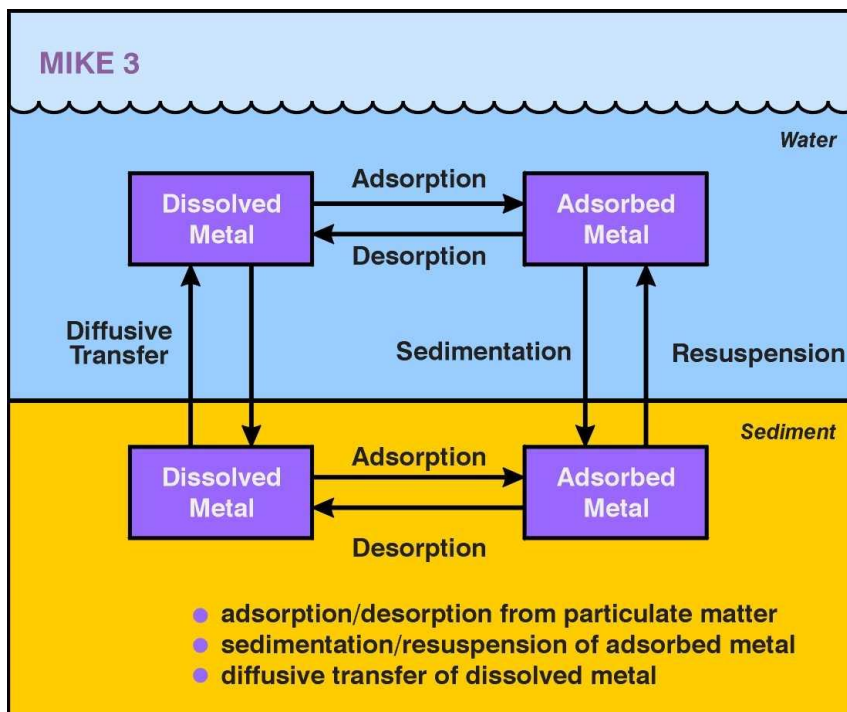 MIKE 3
Water
Dissolved
Metal
Adsorption
Desorption
Adsorbed
Metal
Diffusive
Transfer
Sedimentation
Resuspension
Sediment
Dissolved
Metal
Adsorption
Desorption
Adsorbed
Metal
adsorption/desorption from particulate matter
sedimentation/resuspension of adsorbed metal
diffusive transfer of dissolved metal